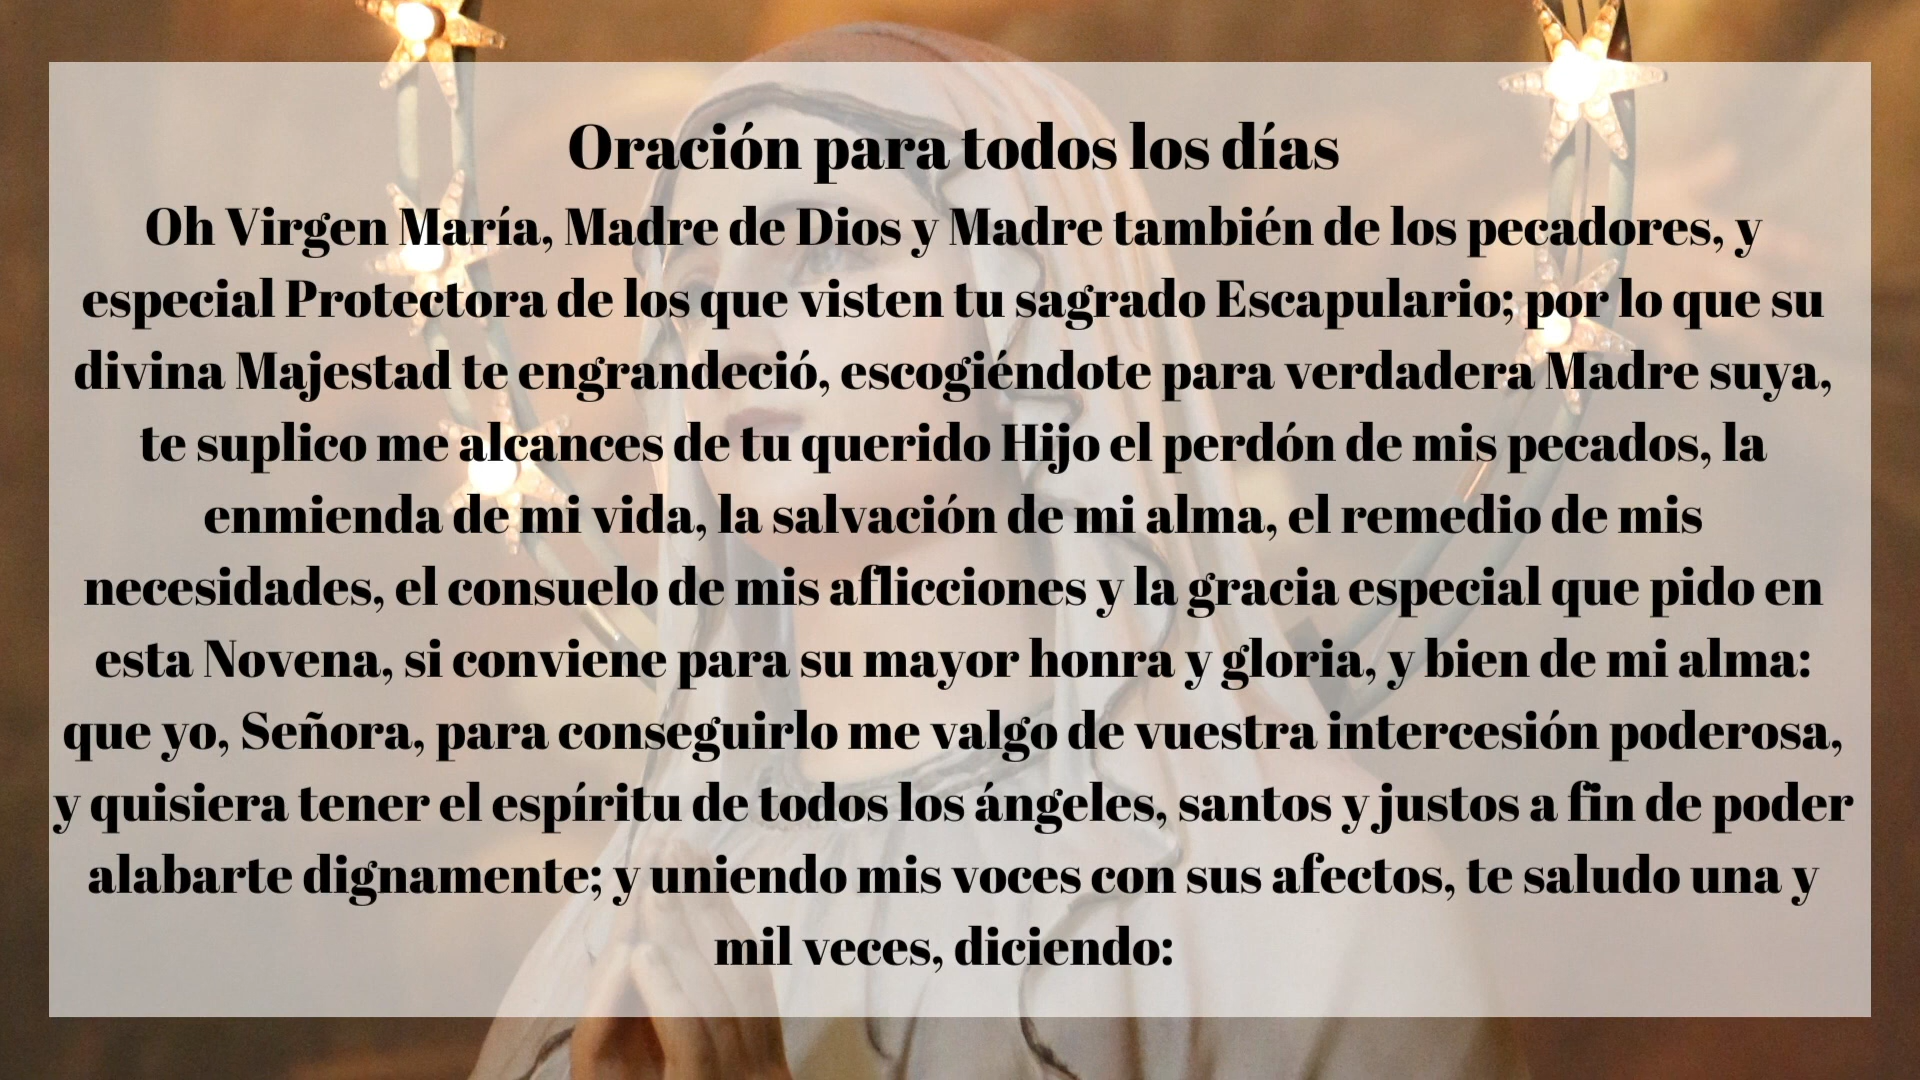 Oración para todos los días
Oh Virgen María, Madre de Dios y Madre también de los pecadores, y
especial Protectora de los que visten tu sagrado Escapulario; por lo que su
divina Majestad te engrandeció, escogiéndote para verdadera Madre suya,
te suplico me alcances de tu querido Hijo el perdón de mis pecados, la
enmienda de mi vida, la salvación de mi alma, el remedio de mis
necesidades, el consuelo de mis aflicciones y la gracia especial que pido en
esta Novena, si conviene para su mayor honra y gloria, y bien de mi alma:
que yo, Señora, para conseguirlo me valgo de vuestra intercesión poderosa,
y quisiera tener el espíritu de todos los ángeles, santos y justos a fin de poder
alabarte dignamente; y uniendo mis voces con sus afectos, te saludo una y
mil veces, diciendo: